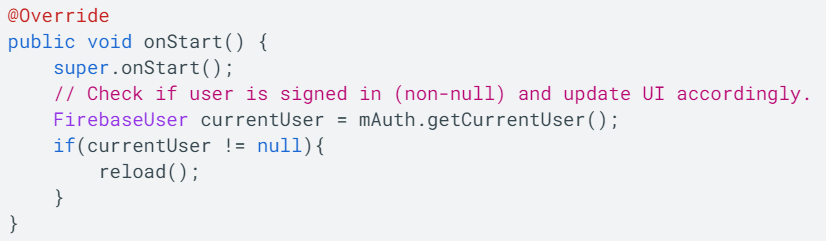 @Override
public void onStart() {
    super.onStart();
    // Check if user is signed in (non-null) and update UI accordingly.
    FirebaseUser currentUser = mAuth.getCurrentUser();
    if(currentUser != null){
        reload();
    }
}